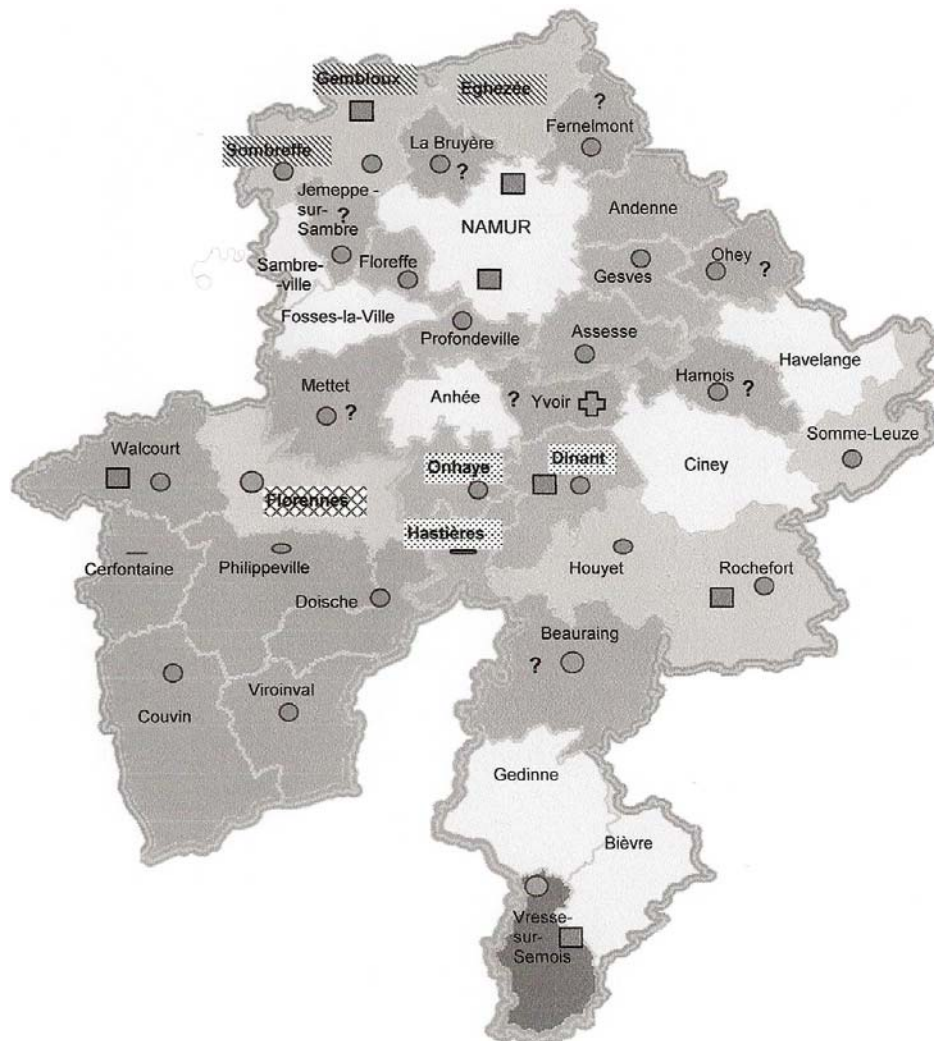 Gembloux
Eghezée
?
Fernelmont
La Bruyère
?
Sombreffe
Jemeppe -
sur-
Sambre
?
Andenne
NAMUR
Ohey
?
Gesves
Floreffe
Sambre-
-ville
Fosses-la-Ville
Profondeville
Assesse
Havelange
Mettet
?
Anhée
?
Yvoir
Hamois
?
Walcourt
Somme-Leuze
Onhaye
Dinant
Ciney
Florennes
Hastières
Cerfontaine
Philippeville
Houyet
Rochefort
Doische
Beauraing
?
Couvin
Viroinval
Gedinne
Bièvre
Vresse-
sur-
Semois